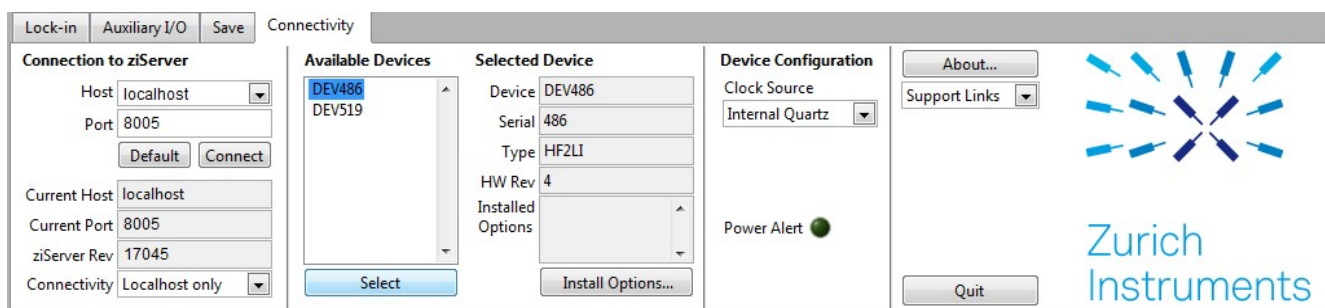 Lock-in
Auxiliary I/O
Save
Connectivity
Connection to ziServer
Host localhost
Port 8005
Default Connect
Current Host localhost
Current Port 8005
ziServer Rev 17045
Connectivity Localhost only
Available Devices
DEV486
DEV519
Select
Selected Device
Device DEV486
Serial 486
Type HF2LI
HW Rev 4
Installed
Options
Install Options...
Device Configuration
Clock Source
Internal Quartz
Power Alert
About...
Support Links
Quit
Zurich
Instruments